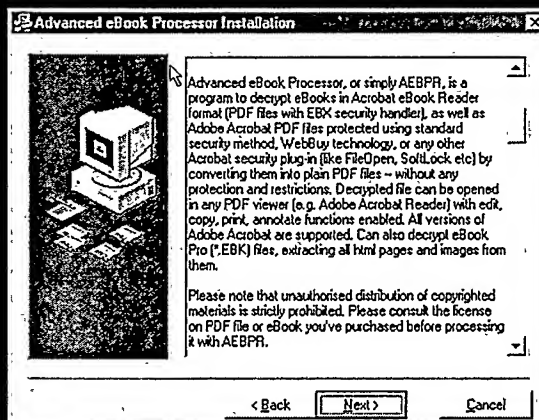 Advanced eBook Processor Installation
Advanced eBook Processor, or simply AEBPR, is a
program to decrypt eBooks in Acrobat eBook Reader
format (PDF files with EBX security handler), as well as
Adobe Acrobat PDF files protected using standard
security method, WebBuy technology, or any other
Acrobat security plug-in (like FileOpen, SoftLock etc) by
converting them into plain PDF files – without any
protection and restrictions. Decrypted file can be opened
in any PDF viewer (e.g. Adobe Acrobat Reader) with edit,
copy, print, annotate functions enabled. All versions of
Adobe Acrobat are supported. Can also decrypt eBook
Pro (*.EBK) files, extracting all html pages and images from
them.
Please note that unauthorised distribution of copyrighted
materials is strictly prohibited. Please consult the license
on PDF file or eBook you've purchased before processing
it with AEBPR.
< Back Next > Cancel